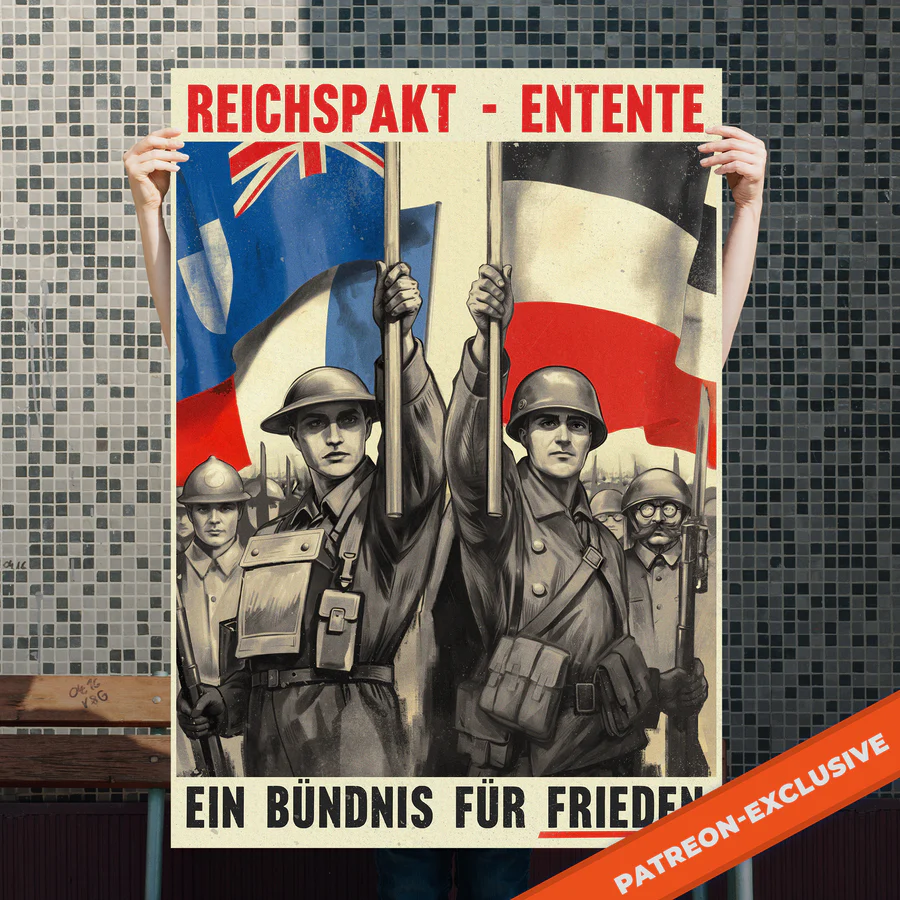 REICHSPAKT - ENTENTE
EIN BÜNDNIS FÜR FRIEDEN
PATREON-EXCLUSIVE